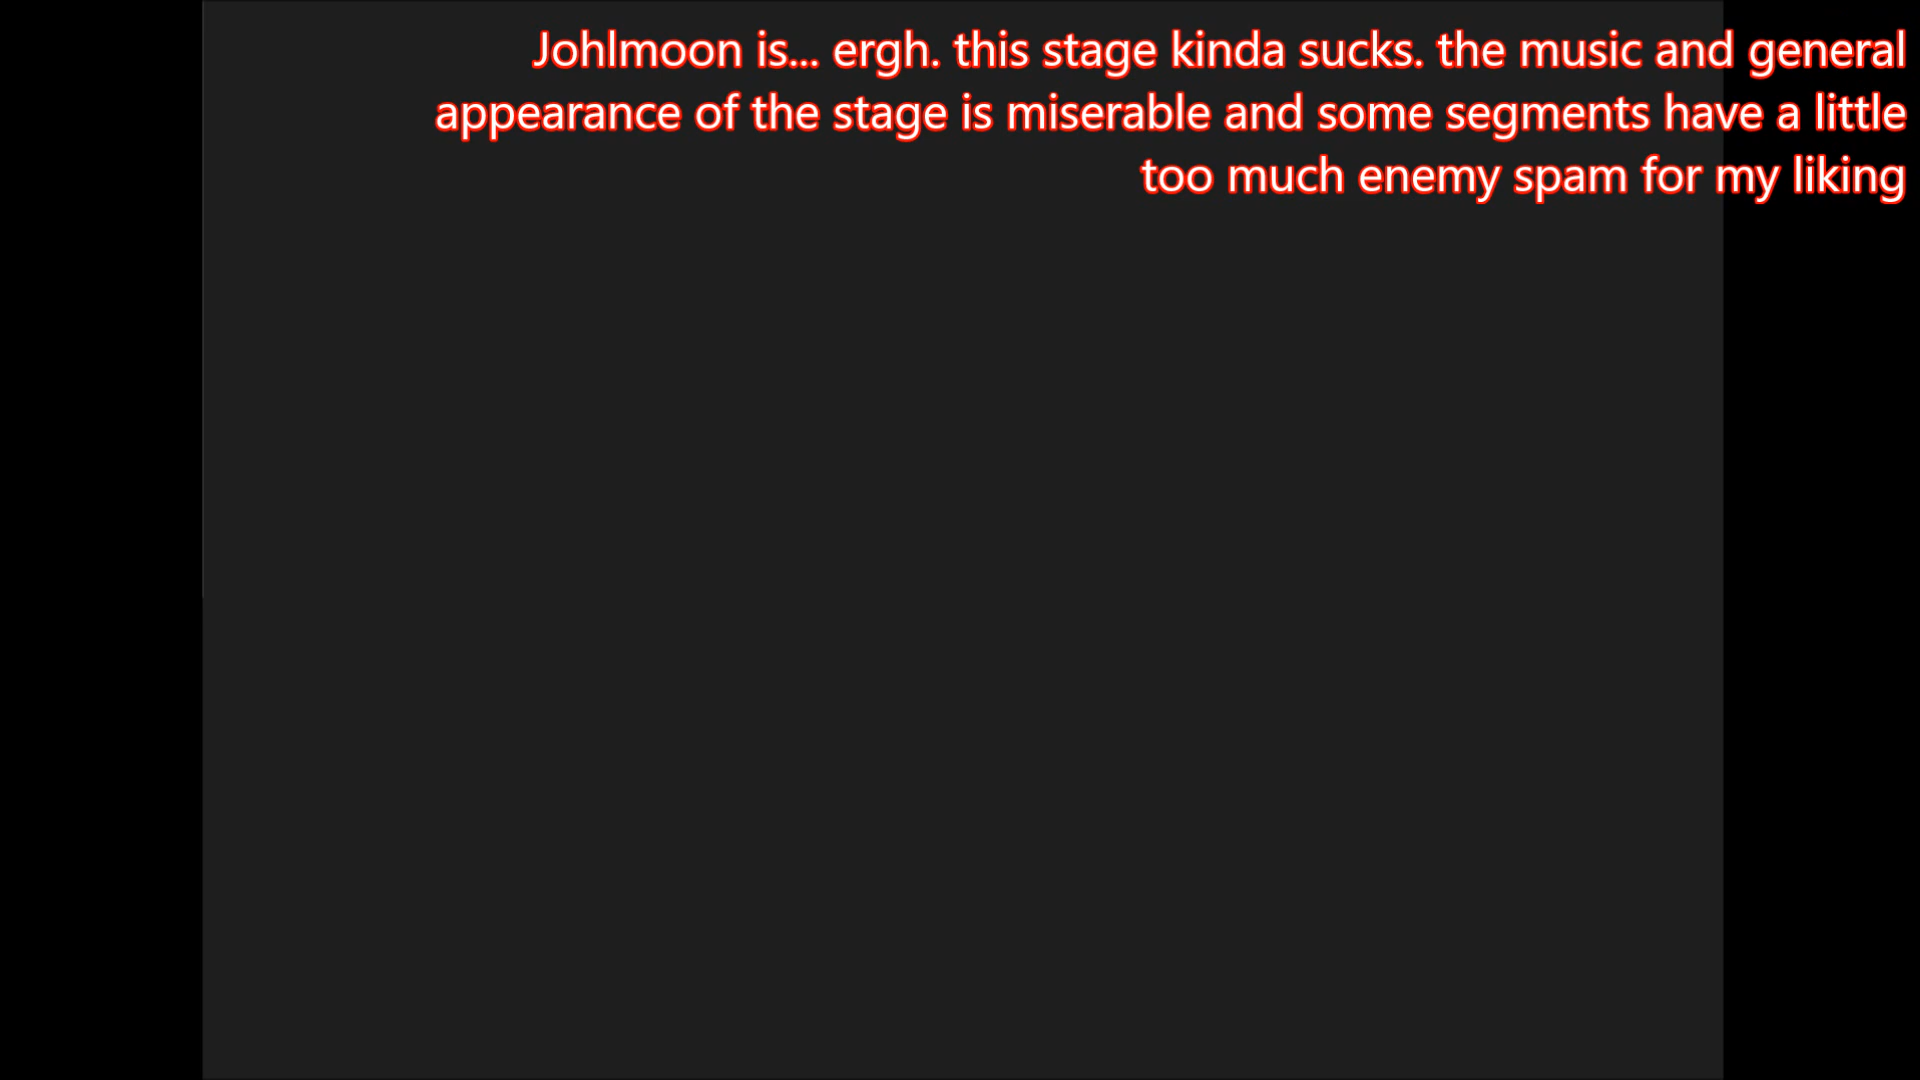 Johlmoon is... ergh. this stage kinda sucks. the music and general
appearance of the stage is miserable and some segments have a little
too much enemy spam for my liking